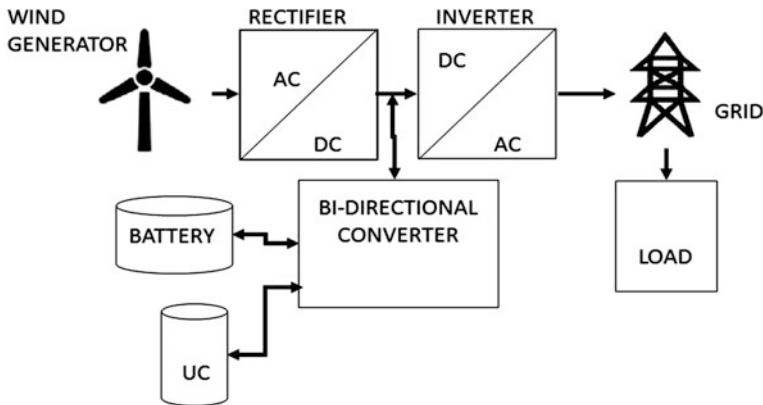 WIND
GENERATOR
RECTIFIER
INVERTER
AC
DC
DC
AC
GRID
BATTERY
BI-DIRECTIONAL
CONVERTER
LOAD
UC